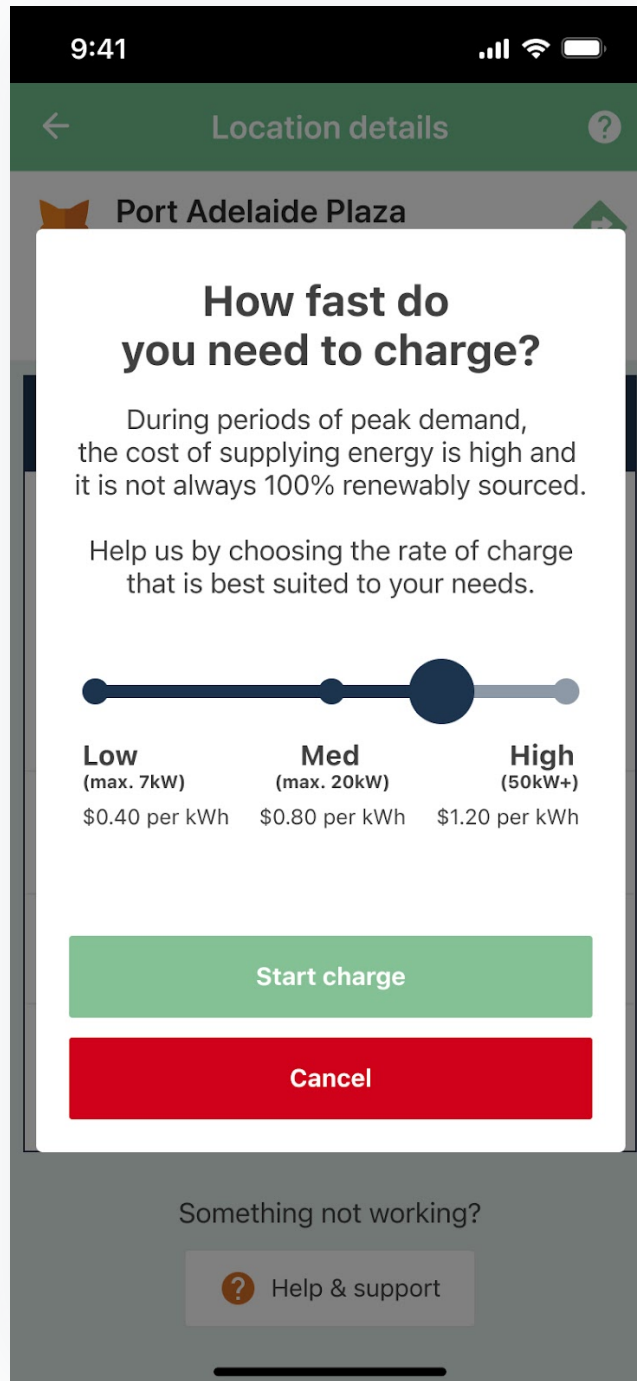 9:41
Location details
Port Adelaide Plaza
How fast do
you need to charge?
During periods of peak demand,
the cost of supplying energy is high and
it is not always 100% renewably sourced.
Help us by choosing the rate of charge
that is best suited to your needs.
Low Med High
(max. 7kW) (max. 20kW) (50kW+)
$0.40 per kWh $0.80 per kWh $1.20 per kWh
Start charge
Cancel
Something not working?
? Help & support